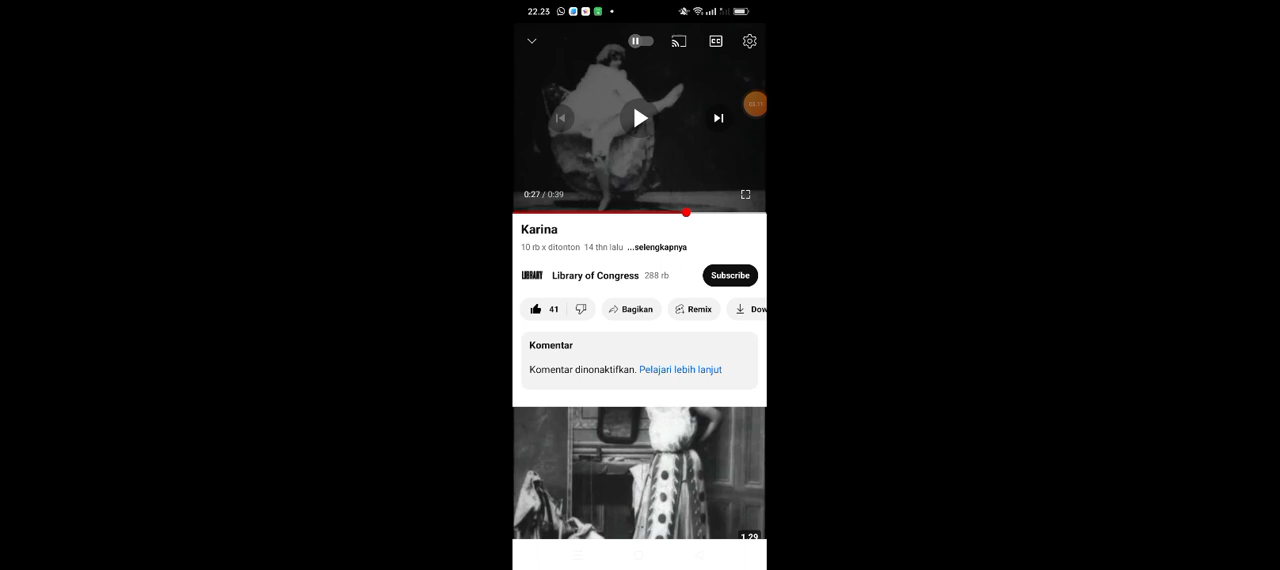 22.23
0:27 / 0:39
Karina
10 rb x ditonton 14 thn lalu ...selengkapnya
LIBRARY Library of Congress 288 rb Subscribe
41 Bagikan Remix Dow
Komentar
Komentar dinonaktifkan. Pelajari lebih lanjut
1.29